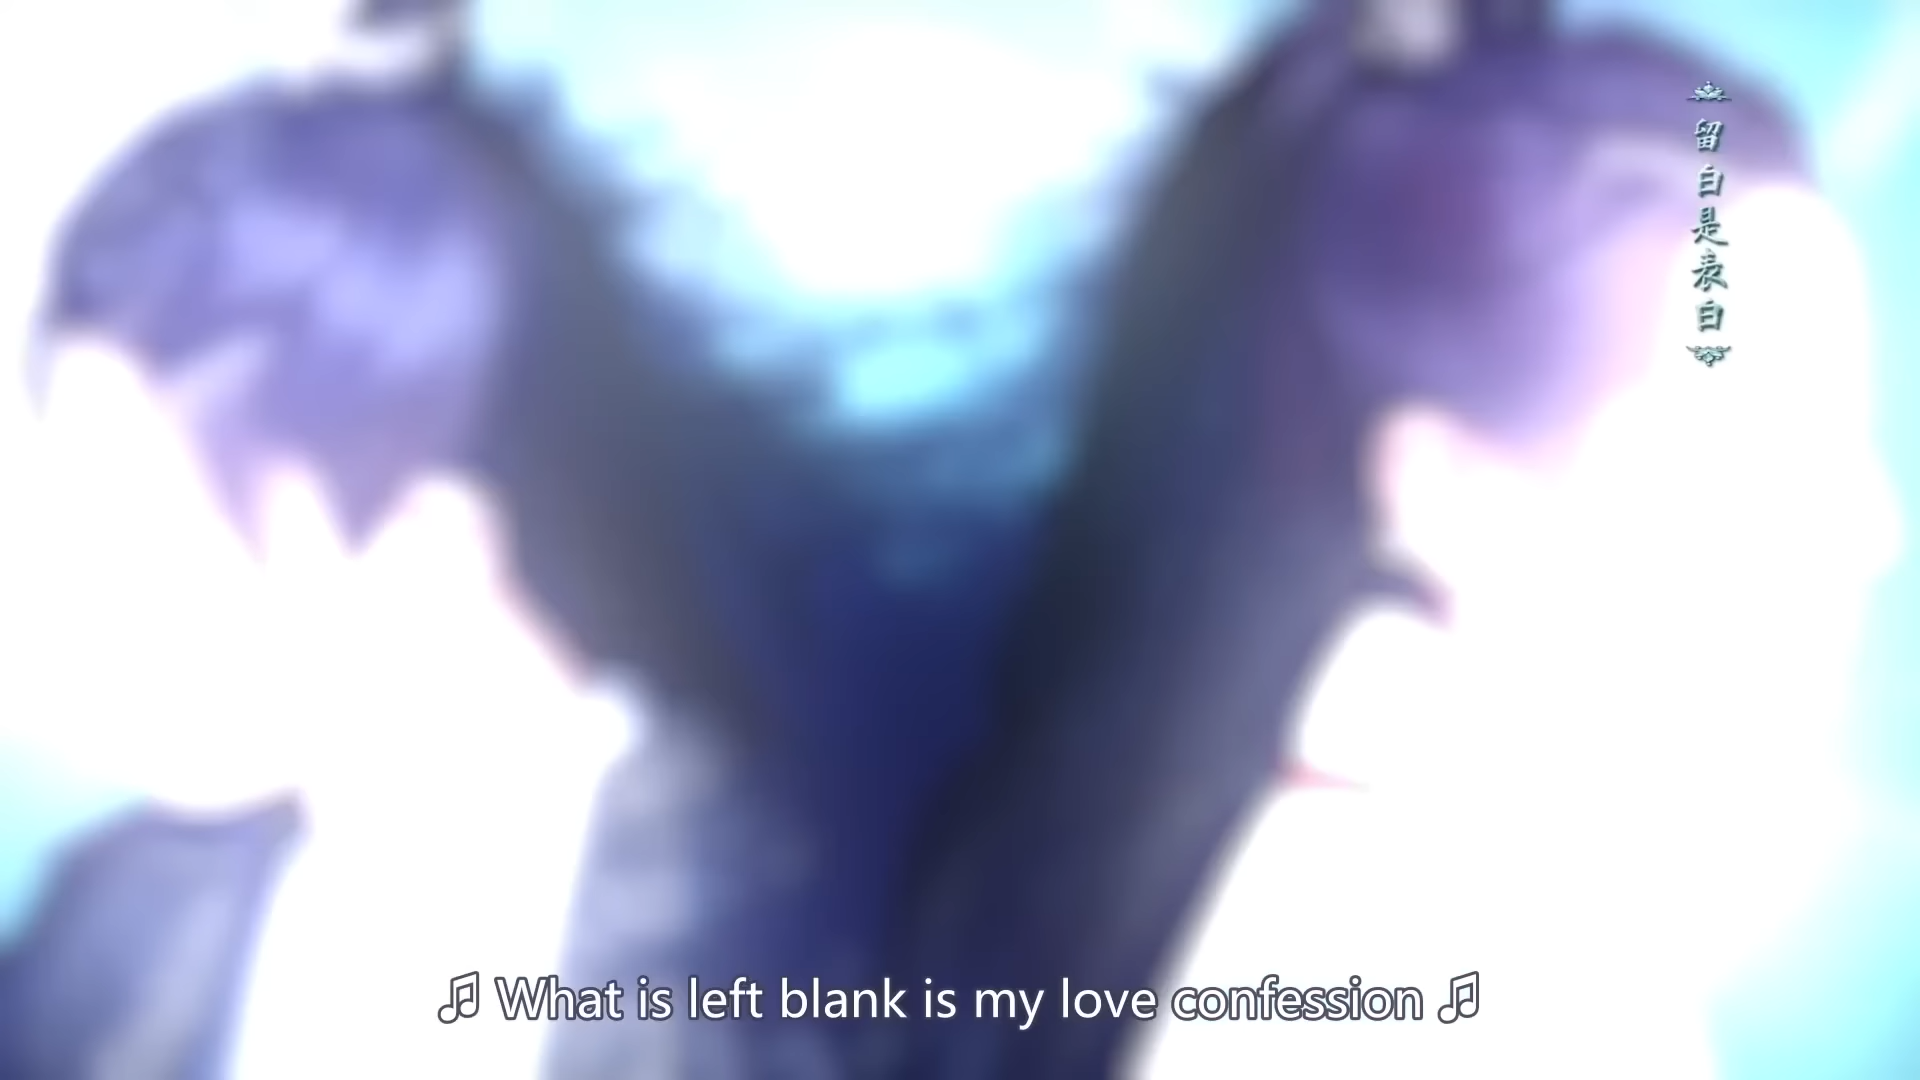 留白是表白
♫ What is left blank is my love confession ♫